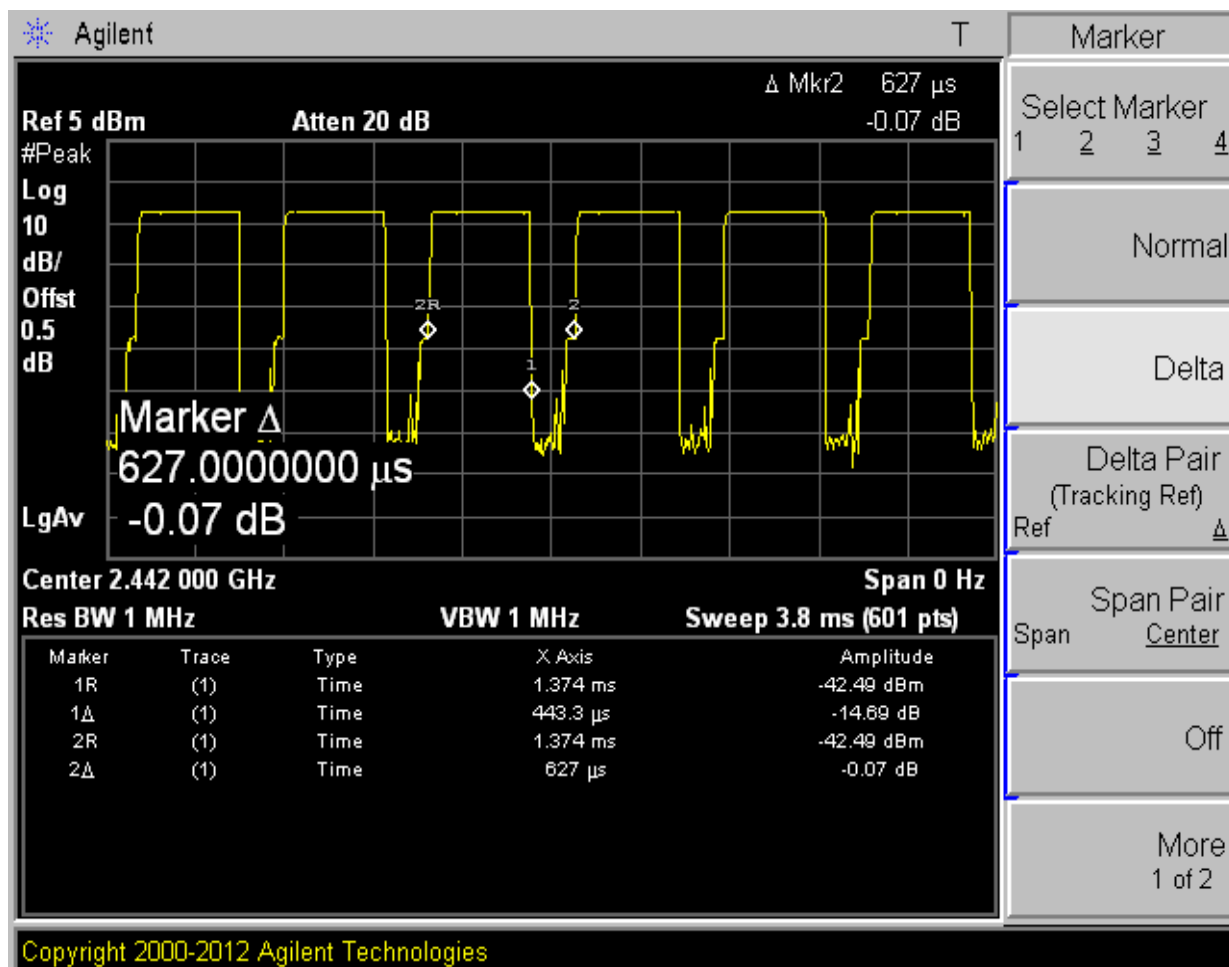 Agilent T
Δ Mkr2 627 μs
Ref 5 dBm Atten 20 dB -0.07 dB
#Peak
Log
10
dB/
Offst
0.5
dB
2R 2
1
Marker Δ
627.0000000 μs
-0.07 dB
LgAv
Center 2.442 000 GHz Span 0 Hz
Res BW 1 MHz VBW 1 MHz Sweep 3.8 ms (601 pts)
Marker Trace Type X Axis Amplitude
1R (1) Time 1.374 ms -42.49 dBm
1Δ (1) Time 443.3 μs -14.69 dB
2R (1) Time 1.374 ms -42.49 dBm
2Δ (1) Time 627 μs -0.07 dB
Copyright 2000-2012 Agilent Technologies
Marker
Select Marker
1 2 3 4
Normal
Delta
Delta Pair
(Tracking Ref)
Ref Δ
Span Pair
Span Center
Off
More
1 of 2